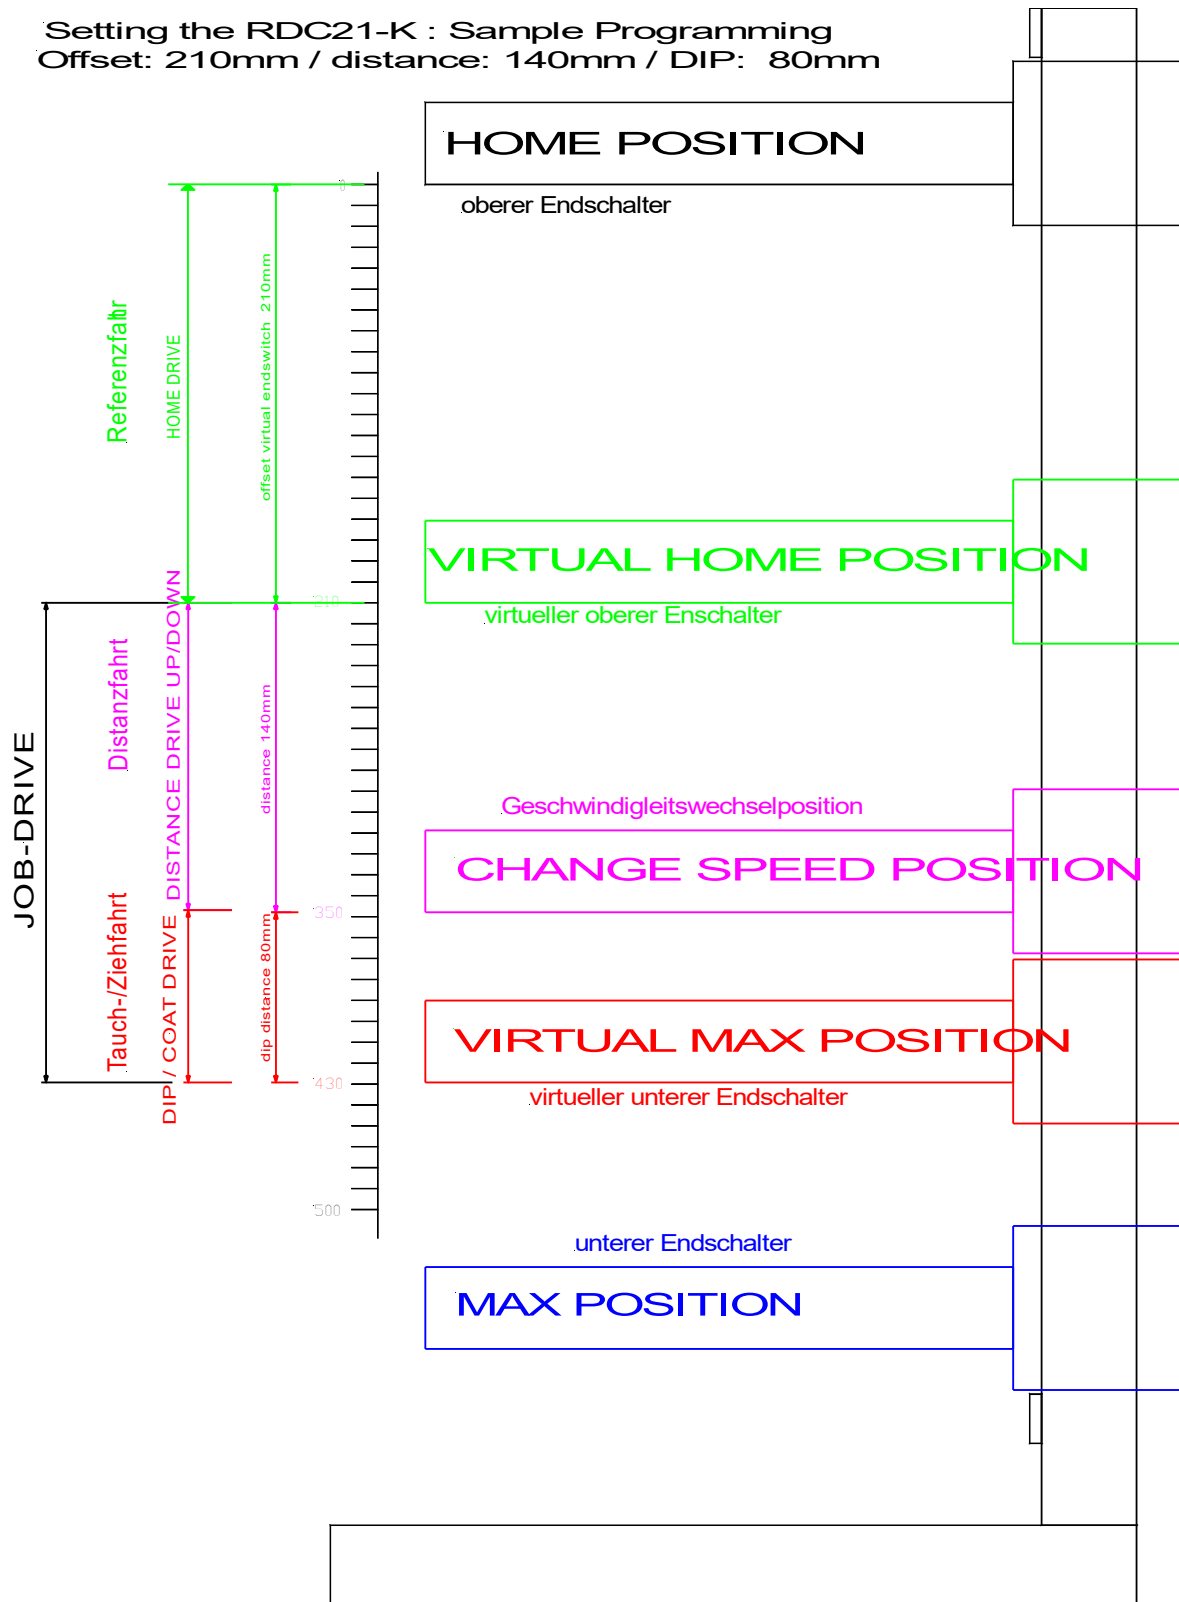 Setting the RDC21-K : Sample Programming
Offset: 210mm / distance: 140mm / DIP: 80mm
HOME POSITION
0
oberer Endschalter
Referenzfahr
HOME DRIVE
offset virtual endswitch 210mm
VIRTUAL HOME POSITION
210
virtueller oberer Enschalter
JOB-DRIVE
Distanzfahrt
DISTANCE DRIVE UP/DOWN
distance 140mm
Geschwindigleitswechselposition
CHANGE SPEED POSITION
350
Tauch-/Ziehfahrt
DIP / COAT DRIVE
dip distance 80mm
VIRTUAL MAX POSITION
430
virtueller unterer Endschalter
500
unterer Endschalter
MAX POSITION